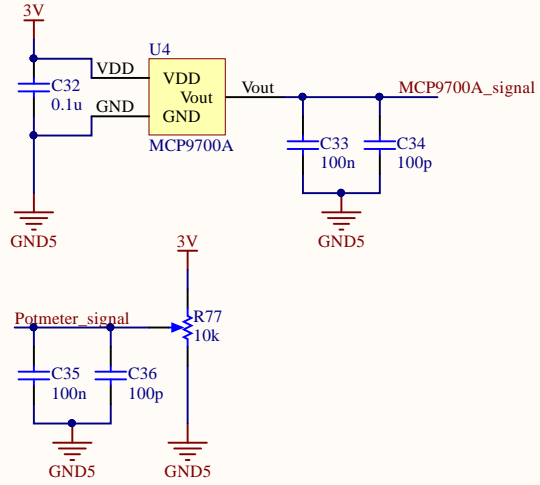 3V
U4
VDD
VDD
C32
0.1u
Vout
Vout
MCP9700A_signal
GND
GND
MCP9700A
C33
100n
C34
100p
GND5
GND5
3V
Potmeter_signal
R77
10k
C35
100n
C36
100p
GND5
GND5